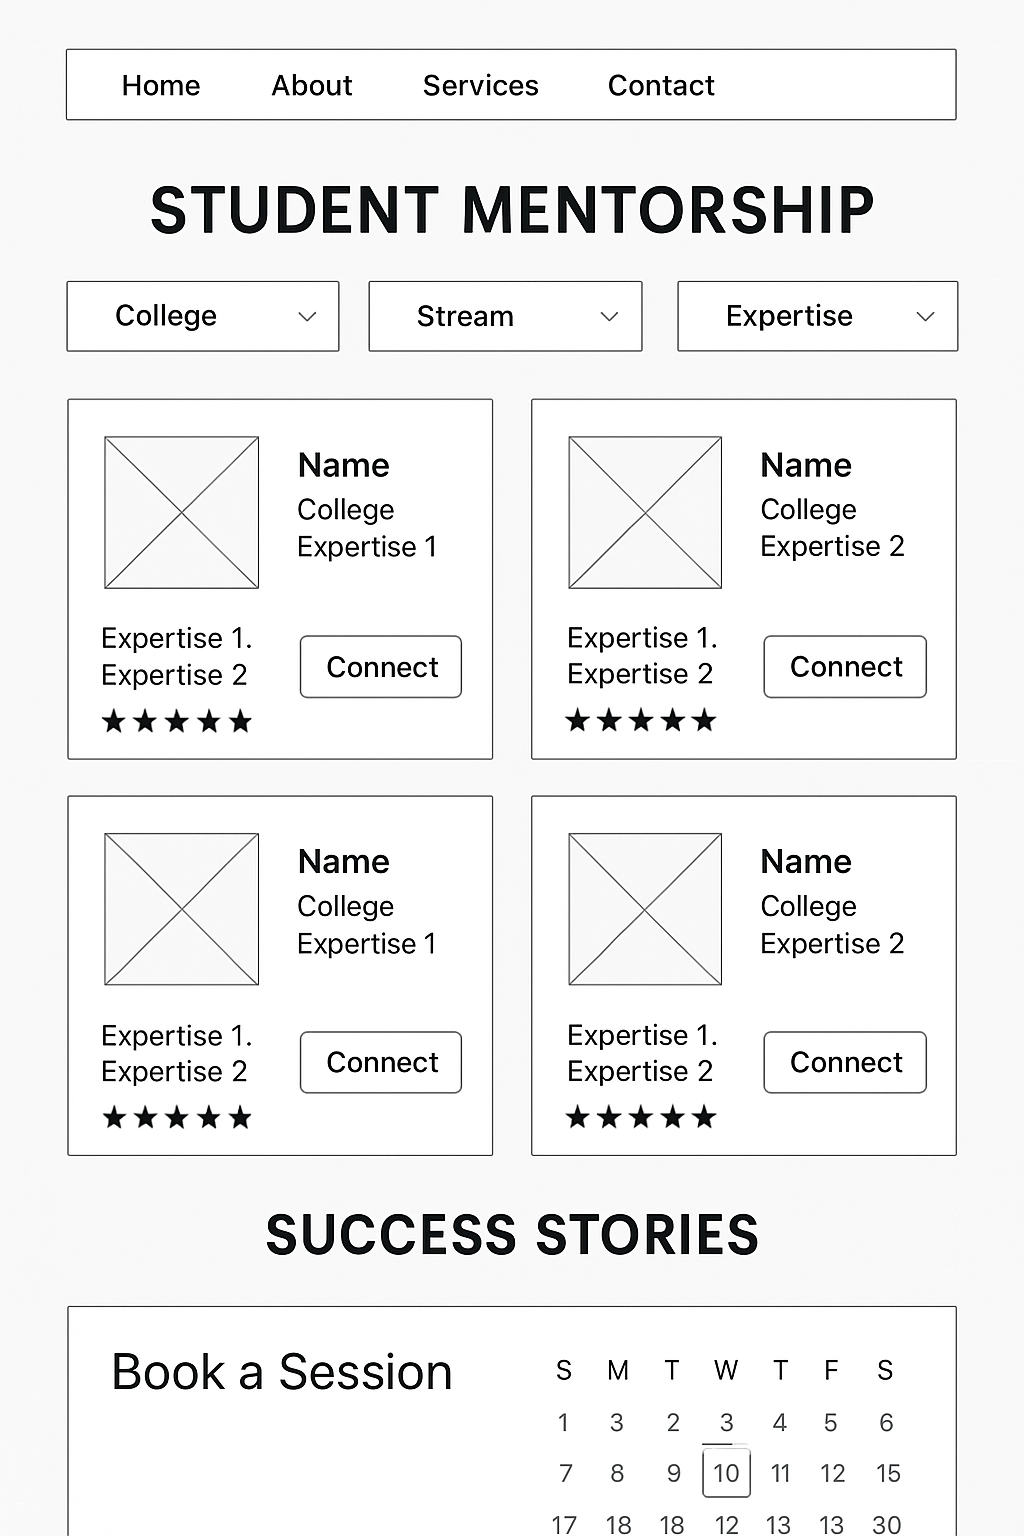 Home About Services Contact
STUDENT MENTORSHIP
College Stream Expertise
Name
College
Expertise 1
Expertise 1.
Expertise 2
★★★★★
Connect
Name
College
Expertise 2
Expertise 1.
Expertise 2
★★★★★
Connect
Name
College
Expertise 1
Expertise 1.
Expertise 2
★★★★★
Connect
Name
College
Expertise 2
Expertise 1.
Expertise 2
★★★★★
Connect
SUCCESS STORIES
Book a Session
S M T W T F S
1 3 2 3 4 5 6
7 8 9 10 11 12 15
17 18 18 12 13 13 30